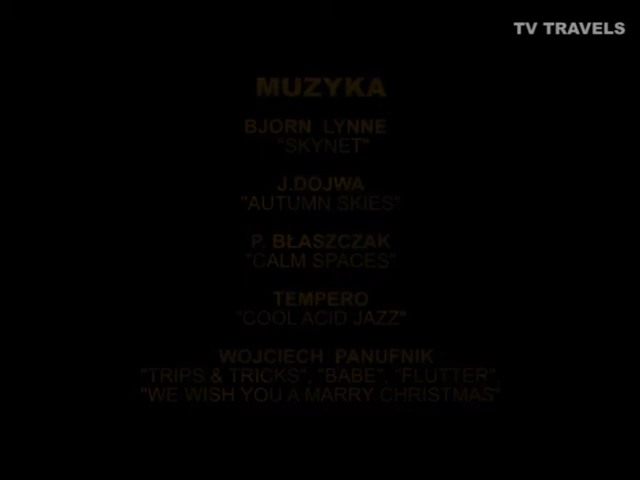 TV TRAVELS
MUZYKA
BJORN LYNNE
"SKYNET"
J.DOJWA
"AUTUMN SKIES"
P. BŁASZCZAK
"CALM SPACES"
TEMPERO
"COOL ACID JAZZ"
WOJCIECH PANUFNIK
"TRIPS & TRICKS", "BABE", "FLUTTER",
"WE WISH YOU A MARRY CHRISTMAS"